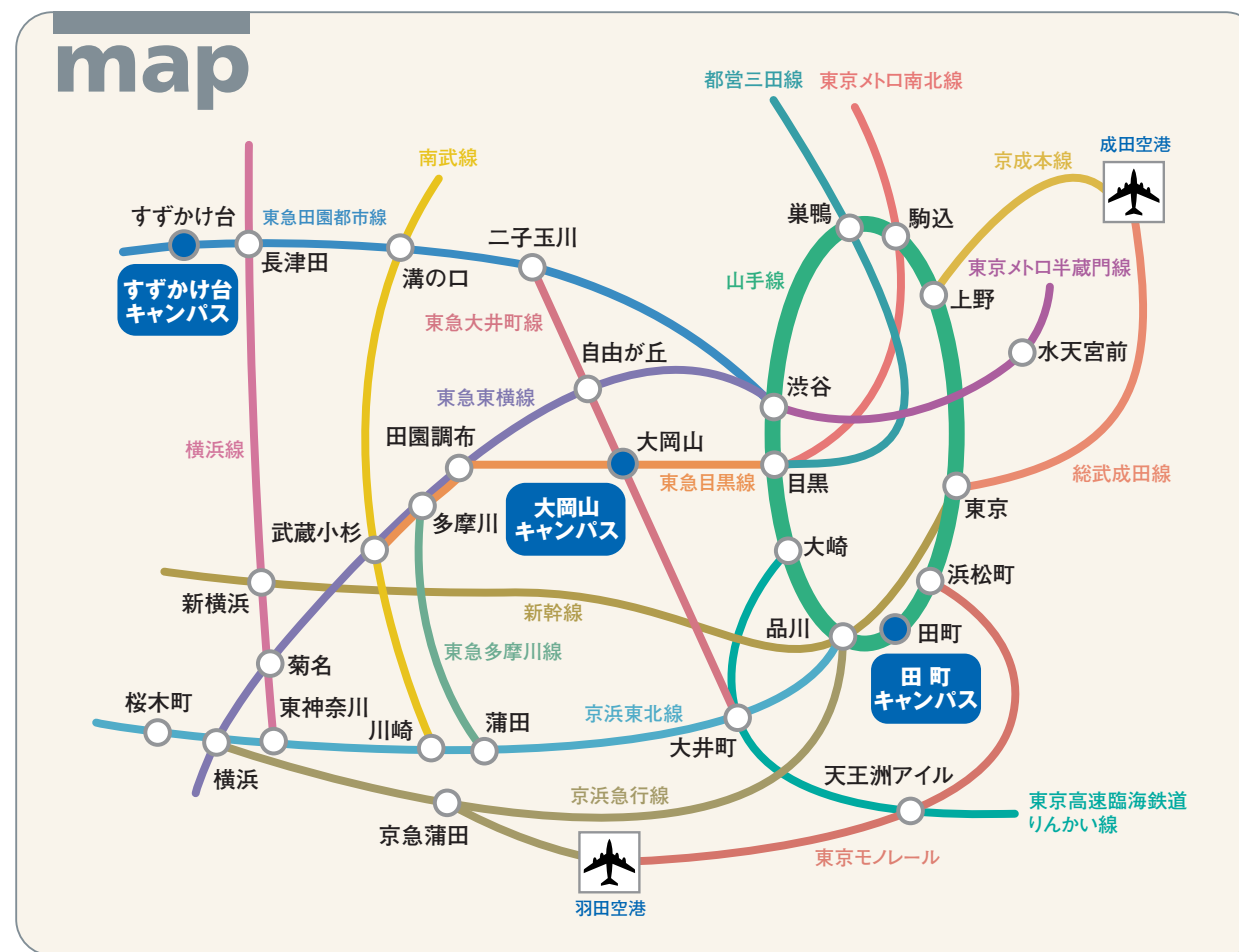 map
都営三田線
東京メトロ南北線
成田空港
京成本線
南武線
すずかけ台
東急田園都市線
長津田
溝の口
二子玉川
巣鴨
駒込
すずかけ台
キャンパス
山手線
東京メトロ半蔵門線
上野
東急大井町線
自由が丘
水天宮前
渋谷
東急東横線
田園調布
大岡山
横浜線
東急目黒線
目黒
総武成田線
大岡山
キャンパス
多摩川
東京
武蔵小杉
大崎
浜松町
新横浜
新幹線
品川
田町
東急多摩川線
菊名
田 町
キャンパス
桜木町
東神奈川
川崎
蒲田
京浜東北線
大井町
横浜
天王洲アイル
京浜急行線
東京高速臨海鉄道
りんかい線
京急蒲田
東京モノレール
羽田空港